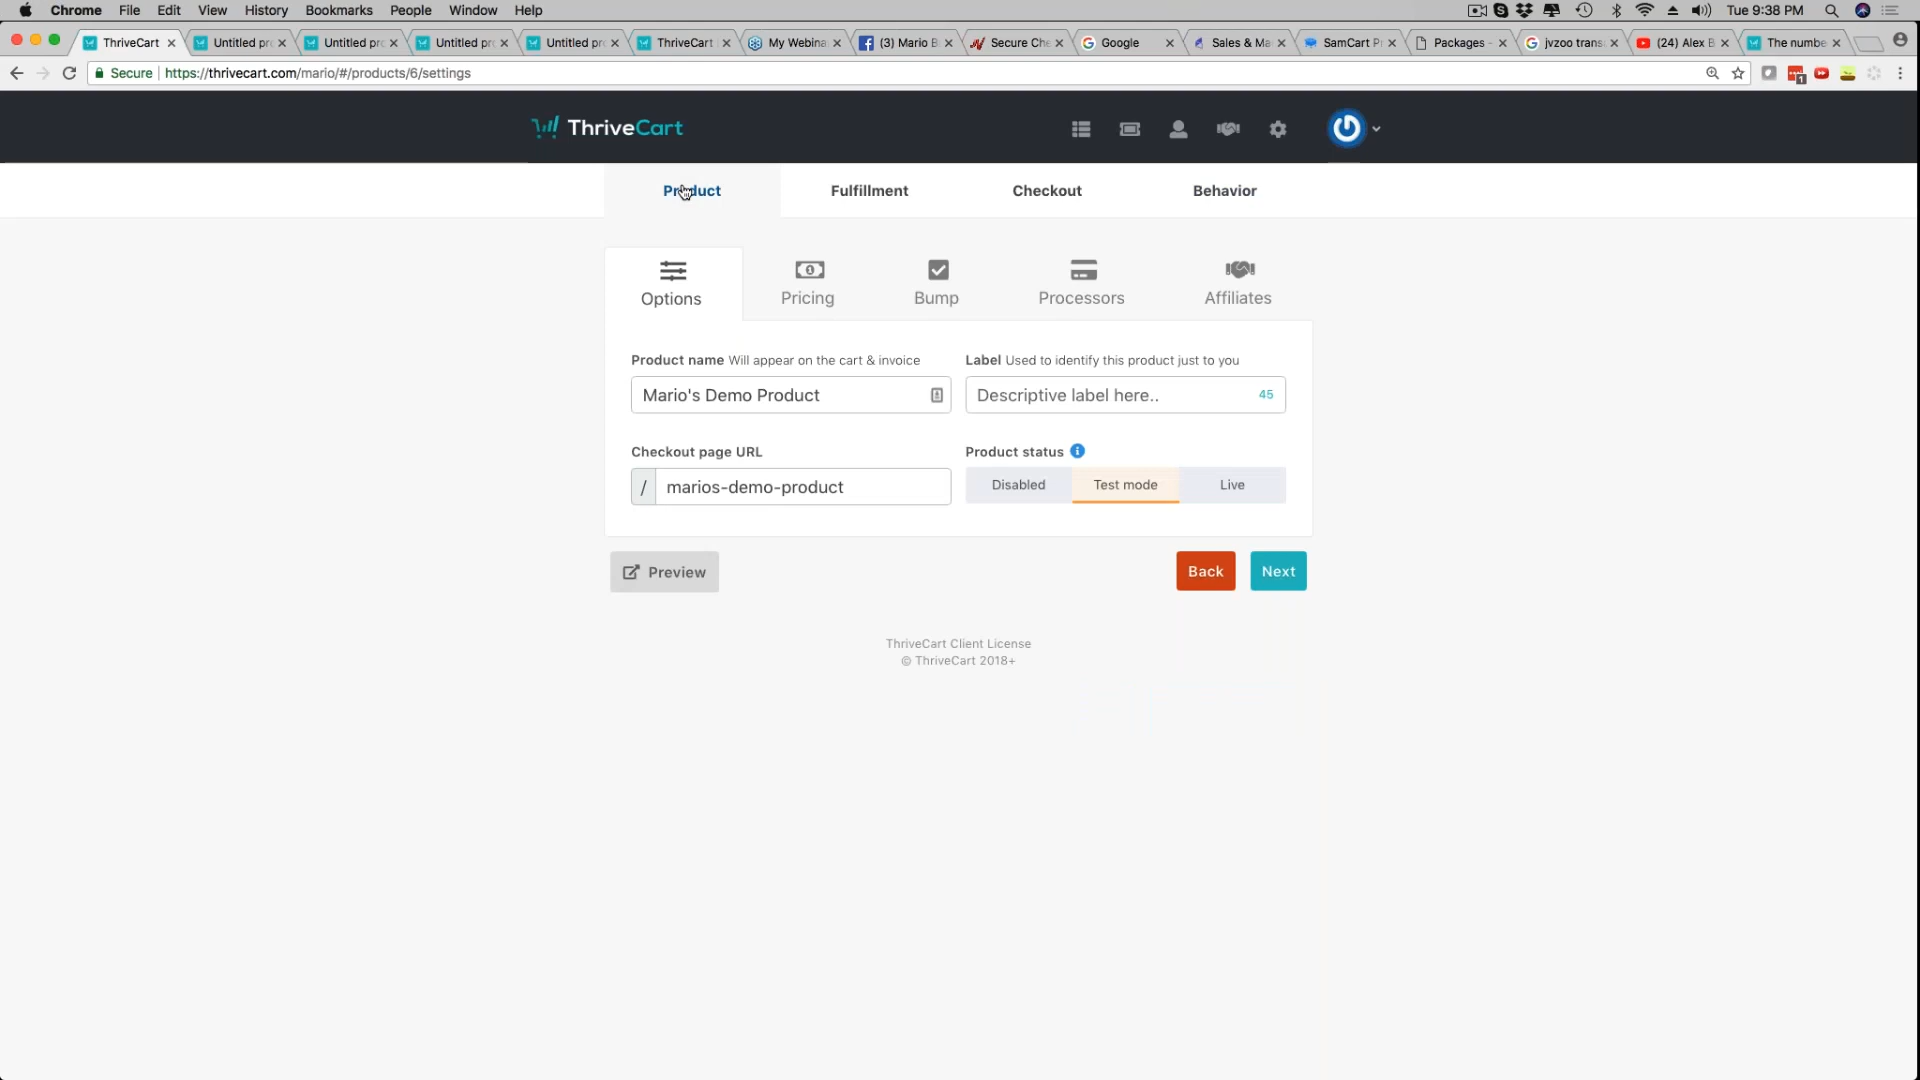 Chrome File Edit View History Bookmarks People Window Help Tue 9:38 PM
ThriveCart Untitled pro Untitled pro Untitled pro Untitled pro ThriveCart My Webina (3) Mario B Secure Che Google Sales & Ma SamCart P Packages - jvzoo trans (24) Alex B The numbe
Secure https://thrivecart.com/mario/#/products/6/settings 1
ThriveCart
Product Fulfillment Checkout Behavior
Options Pricing Bump Processors Affiliates
Product name Will appear on the cart & invoice Label Used to identify this product just to you
Mario's Demo Product Descriptive label here.. 45
Checkout page URL Product status
/ marios-demo-product Disabled Test mode Live
Preview Back Next
ThriveCart Client License
© ThriveCart 2018+